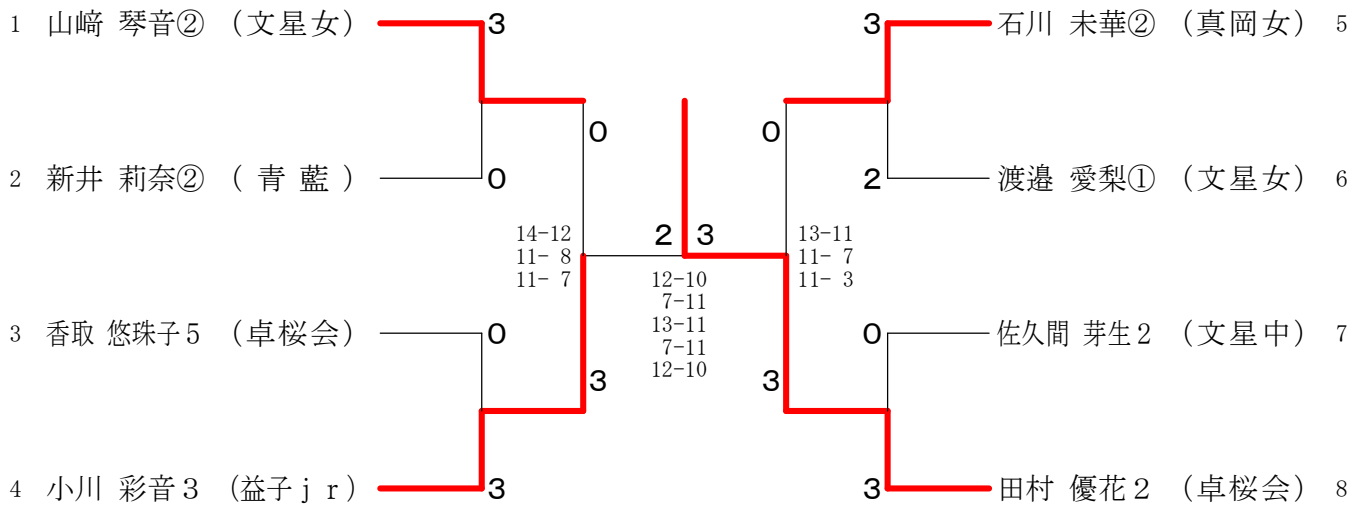 1 山﨑 琴音② (文星女) 3
3 石川 未華② (真岡女) 5
0
0
2 新井 莉奈② ( 青 藍 ) 0
2 渡邉 愛梨① (文星女) 6
14-12
11- 8
11- 7
2 3
13-11
11- 7
11- 3
12-10
7-11
13-11
7-11
12-10
3 香取 悠珠子5 (卓桜会) 0
0 佐久間 芽生2 (文星中) 7
3
3
4 小川 彩音3 (益子jr) 3
3 田村 優花2 (卓桜会) 8